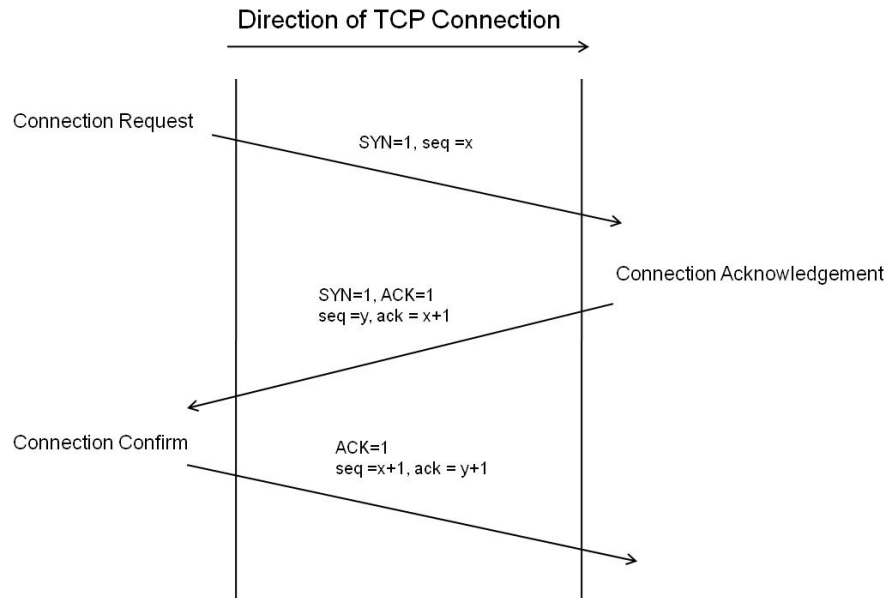 Direction of TCP Connection
Connection Request
SYN=1, seq =x
Connection Acknowledgement
SYN=1, ACK=1
seq =y, ack = x+1
Connection Confirm
ACK=1
seq =x+1, ack = y+1